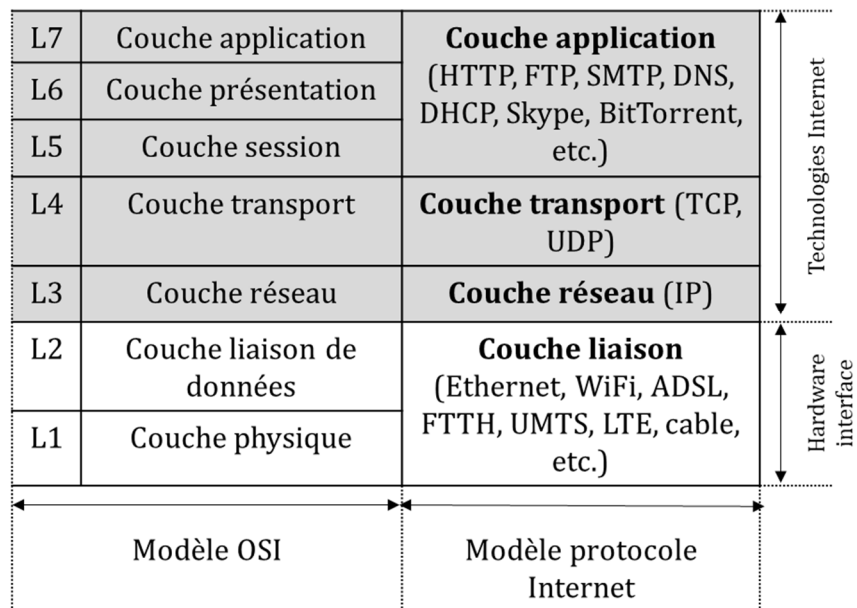 L7
Couche application
L6
Couche présentation
L5
Couche session
L4
Couche transport
L3
Couche réseau
L2
Couche liaison de
données
L1
Couche physique
Couche application
(HTTP, FTP, SMTP, DNS,
DHCP, Skype, BitTorrent,
etc.)
Couche transport (TCP,
UDP)
Couche réseau (IP)
Couche liaison
(Ethernet, WiFi, ADSL,
FTTH, UMTS, LTE, cable,
etc.)
Technologies Internet
Hardware
interface
Modèle OSI
Modèle protocole
Internet